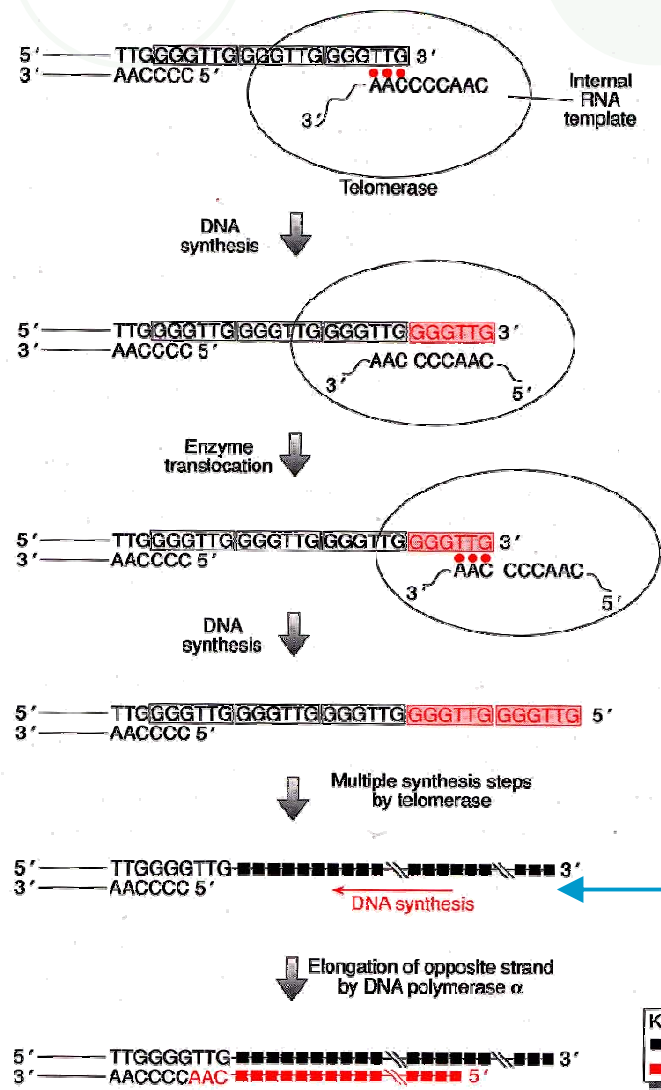 5' TTGGGGTTGGGGTTGGGGTTG 3'
3' AACCCC 5'
AACCCCAAC
3'
Internal
RNA
template
Telomerase
DNA
synthesis
5' TTGGGGTTGGGGTTGGGGTTGGGGTTG 3'
3' AACCCC 5'
AAC CCCAAC
3' 5'
Enzyme
translocation
5' TTGGGGTTGGGGTTGGGGTTGGGGTTG 3'
3' AACCCC 5'
AAC CCCAAC
3' 5'
DNA
synthesis
5' TTGGGGTTGGGGTTGGGGTTGGGGTTGGGGTTG 5'
3' AACCCC 5'
Multiple synthesis steps
by telomerase
5' TTGGGGTTG 3'
3' AACCCC 5'
DNA synthesis
Elongation of opposite strand
by DNA polymerase α
K
5' TTGGGGTTG 3'
3' AACCCCAAC 5'